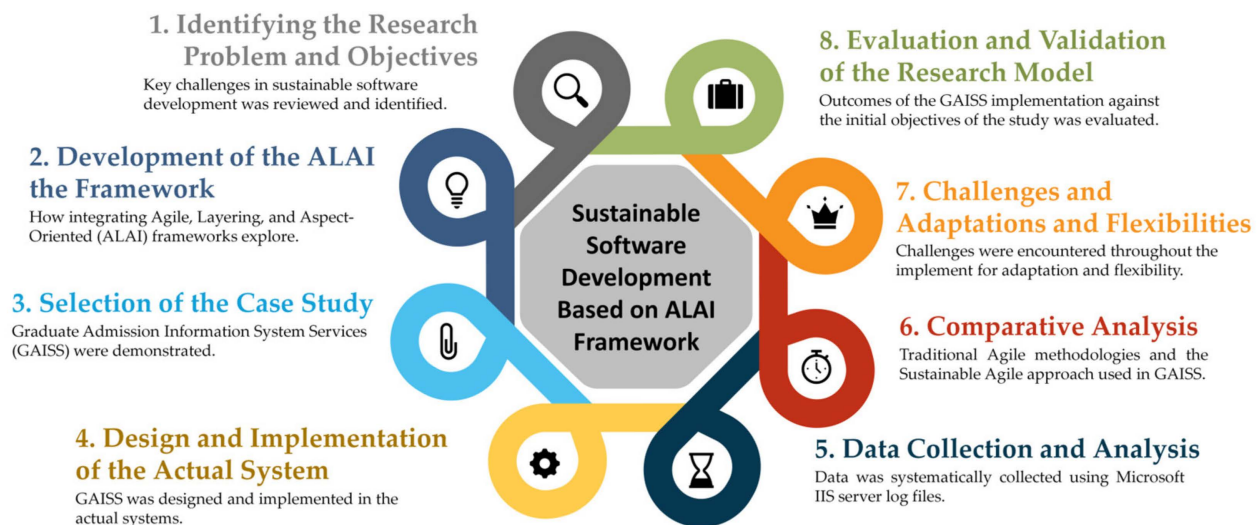 1. Identifying the Research
Problem and Objectives
Key challenges in sustainable software
development was reviewed and identified.
2. Development of the ALAI
the Framework
How integrating Agile, Layering, and Aspect-
Oriented (ALAI) frameworks explore.
3. Selection of the Case Study
Graduate Admission Information System Services
(GAISS) were demonstrated.
4. Design and Implementation
of the Actual System
GAISS was designed and implemented in the
actual systems.
Sustainable
Software
Development
Based on ALAI
Framework
8. Evaluation and Validation
of the Research Model
Outcomes of the GAISS implementation against
the initial objectives of the study was evaluated.
7. Challenges and
Adaptations and Flexibilities
Challenges were encountered throughout the
implement for adaptation and flexibility.
6. Comparative Analysis
Traditional Agile methodologies and the
Sustainable Agile approach used in GAISS.
5. Data Collection and Analysis
Data was systematically collected using Microsoft
IIS server log files.